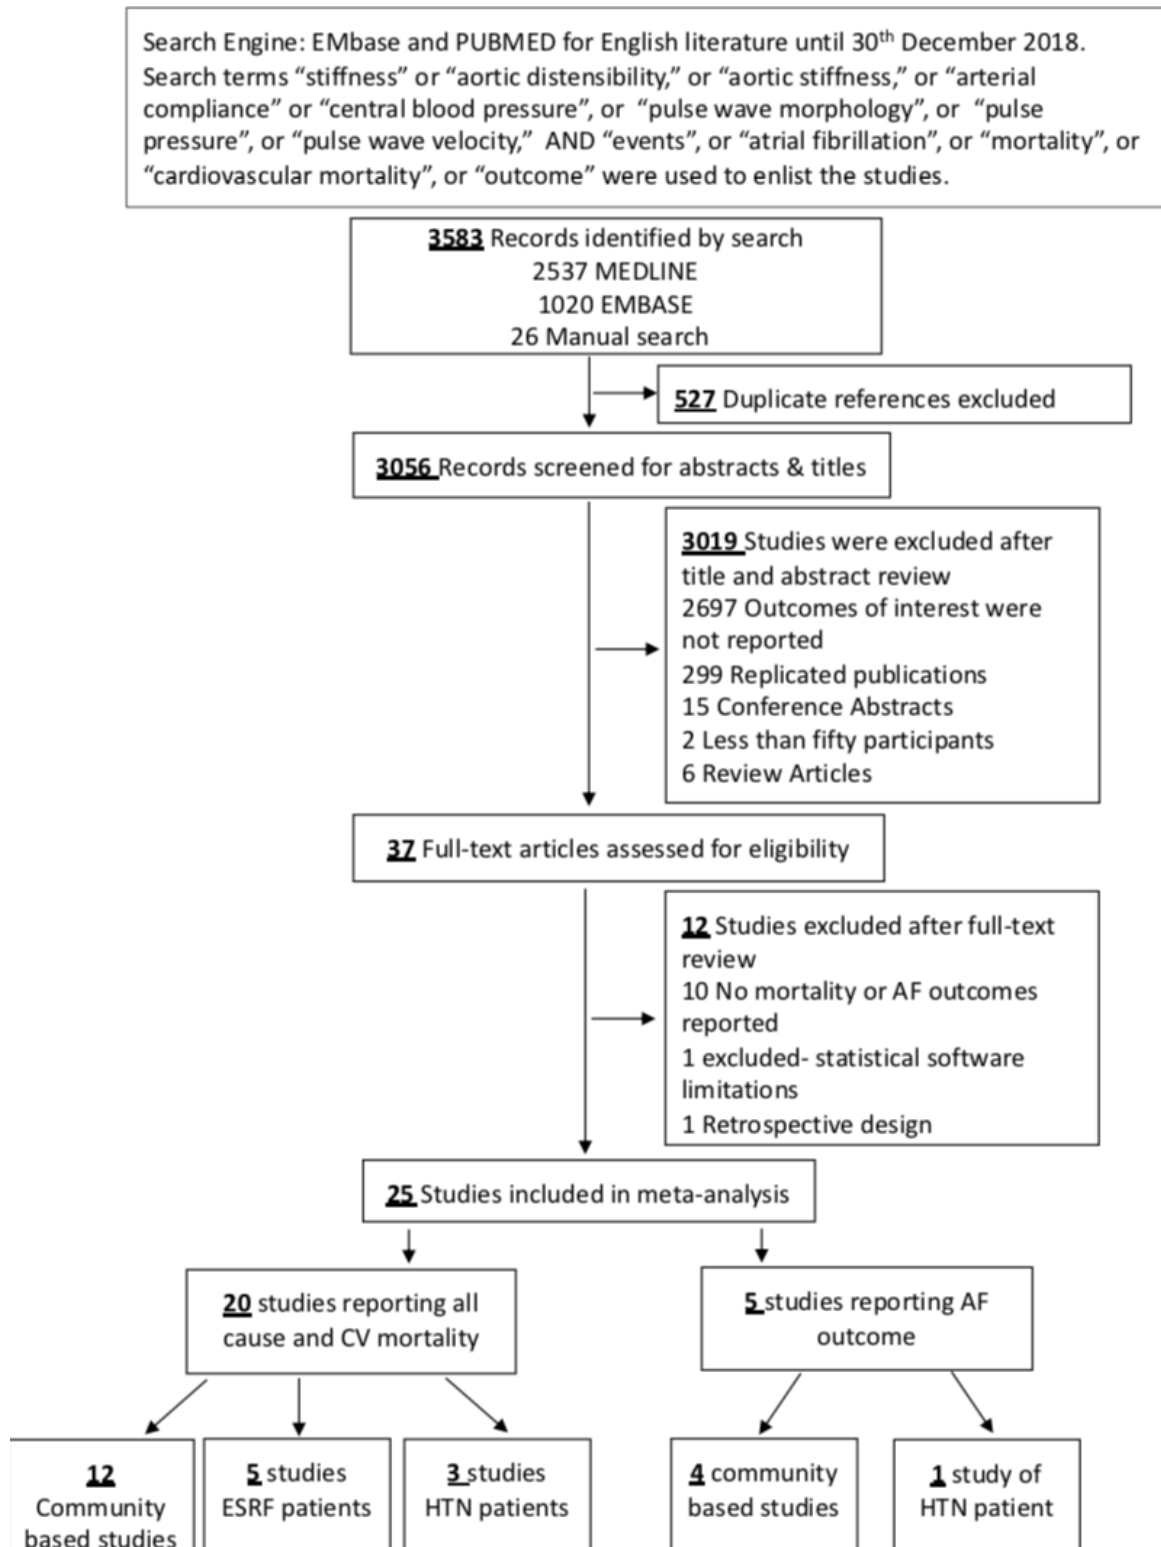 Search Engine: EMbase and PUBMED for English literature until 30th December 2018.
Search terms “stiffness” or “aortic distensibility,” or “aortic stiffness,” or “arterial
compliance” or “central blood pressure”, or “pulse wave morphology”, or “pulse
pressure”, or “pulse wave velocity,” AND “events”, or “atrial fibrillation”, or “mortality”, or
“cardiovascular mortality”, or “outcome” were used to enlist the studies.
3583 Records identified by search
2537 MEDLINE
1020 EMBASE
26 Manual search
527 Duplicate references excluded
3056 Records screened for abstracts & titles
3019 Studies were excluded after
title and abstract review
2697 Outcomes of interest were
not reported
299 Replicated publications
15 Conference Abstracts
2 Less than fifty participants
6 Review Articles
37 Full-text articles assessed for eligibility
12 Studies excluded after full-text
review
10 No mortality or AF outcomes
reported
1 excluded- statistical software
limitations
1 Retrospective design
25 Studies included in meta-analysis
20 studies reporting all
cause and CV mortality
5 studies reporting AF
outcome
12
Community
based studies
5 studies
ESRF patients
3 studies
HTN patients
4 community
based studies
1 study of
HTN patient